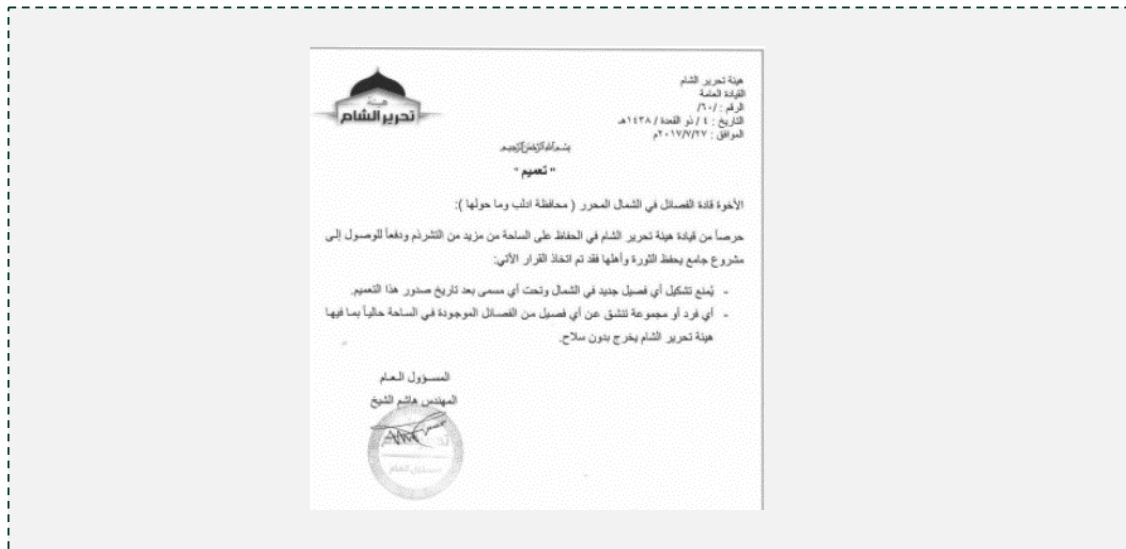 هيئة
تحرير الشام
هيئة تحرير الشام
القيادة العامة
الرقم : /٦٠/
التاريخ : ٤ / ذو القعدة / ١٤٣٨هـ
الموافق : ٢٠١٧/٧/٢٧م
بسم الله الرحمن الرحيم
" تعميم "
الأخوة قادة الفصائل في الشمال المحرر ( محافظة ادلب وما حولها ):
حرصاً من قيادة هيئة تحرير الشام في الحفاظ على الساحة من مزيد من التشرذم ودفعاً للوصول إلى
مشروع جامع يحفظ الثورة وأهلها فقد تم اتخاذ القرار الآتي:
- يُمنع تشكيل أي فصيل جديد في الشمال وتحت أي مسمى بعد تاريخ صدور هذا التعميم.
- أي فرد أو مجموعة تنشق عن أي فصيل من الفصائل الموجودة في الساحة حالياً بما فيها
هيئة تحرير الشام يخرج بدون سلاح.
المسـؤول العـام
المهندس هاشم الشيخ